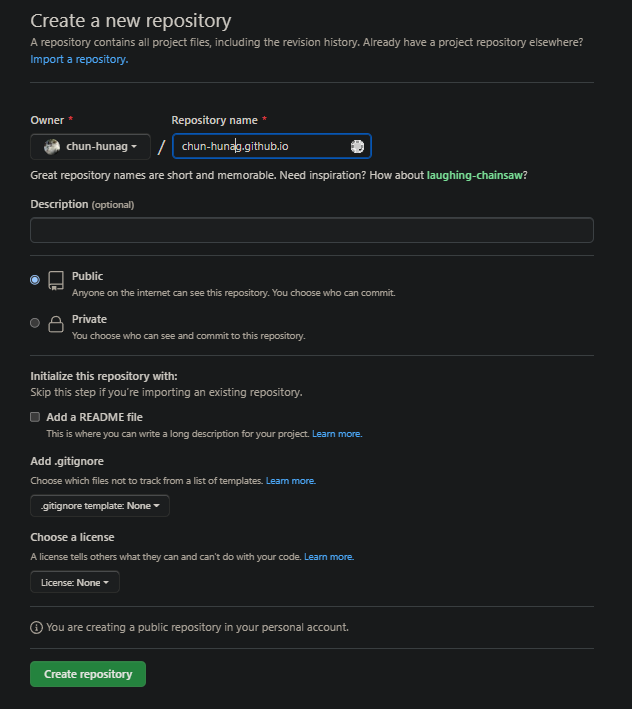 Create a new repository
A repository contains all project files, including the revision history. Already have a project repository elsewhere?
Import a repository.
Owner * Repository name *
chun-hunag / chun-hunag.github.io
Great repository names are short and memorable. Need inspiration? How about laughing-chainsaw?
Description (optional)
Public
Anyone on the internet can see this repository. You choose who can commit.
Private
You choose who can see and commit to this repository.
Initialize this repository with:
Skip this step if you're importing an existing repository.
Add a README file
This is where you can write a long description for your project. Learn more.
Add .gitignore
Choose which files not to track from a list of templates. Learn more.
.gitignore template: None
Choose a license
A license tells others what they can and can't do with your code. Learn more.
License: None
You are creating a public repository in your personal account.
Create repository